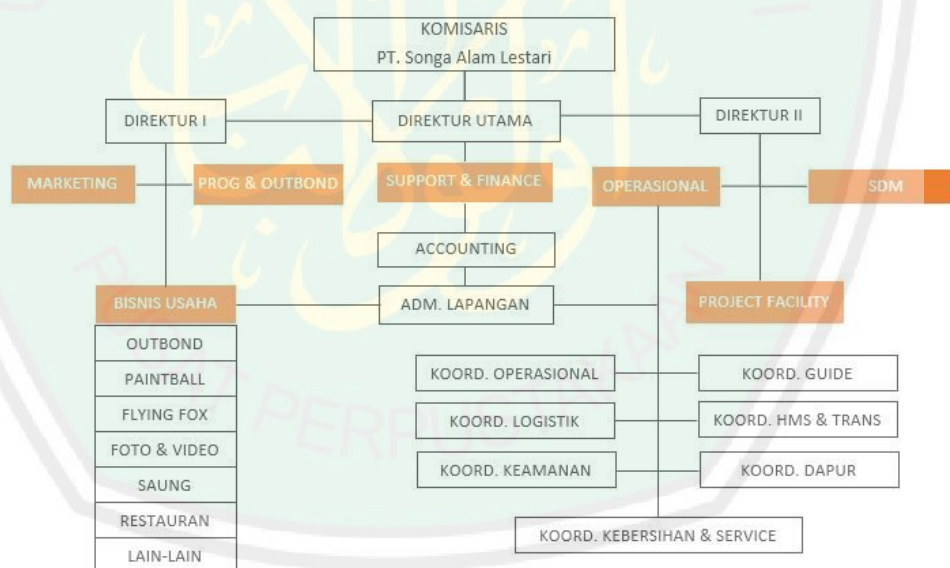 KOMISARIS
PT. Songa Alam Lestari
DIREKTUR I
DIREKTUR UTAMA
DIREKTUR II
MARKETING
PROG & OUTBOND
SUPPORT & FINANCE
OPERASIONAL
SDM
ACCOUNTING
BISNIS USAHA
ADM. LAPANGAN
PROJECT FACILITY
OUTBOND
PAINTBALL
FLYING FOX
FOTO & VIDEO
SAUNG
RESTAURAN
LAIN-LAIN
KOORD. OPERASIONAL
KOORD. GUIDE
KOORD. LOGISTIK
KOORD. HMS & TRANS
KOORD. KEAMANAN
KOORD. DAPUR
KOORD. KEBERSIHAN & SERVICE
PUSAT PERPUSTAKAAN